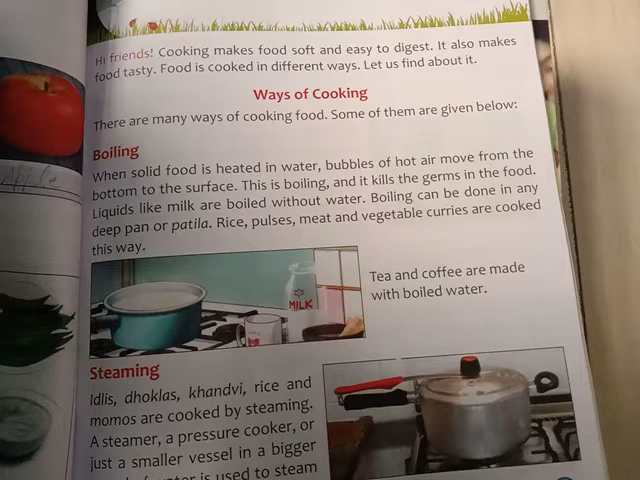 Hi friends! Cooking makes food soft and easy to digest. It also makes
food tasty. Food is cooked in different ways. Let us find about it.
Ways of Cooking
There are many ways of cooking food. Some of them are given below:
Boiling
When solid food is heated in water, bubbles of hot air move from the
bottom to the surface. This is boiling, and it kills the germs in the food.
Liquids like milk are boiled without water. Boiling can be done in any
deep pan or patila. Rice, pulses, meat and vegetable curries are cooked
this way.
MILK
Tea and coffee are made
with boiled water.
Steaming
Idlis, dhoklas, khandvi, rice and
momos are cooked by steaming.
A steamer, a pressure cooker, or
just a smaller vessel in a bigger
is used to steam